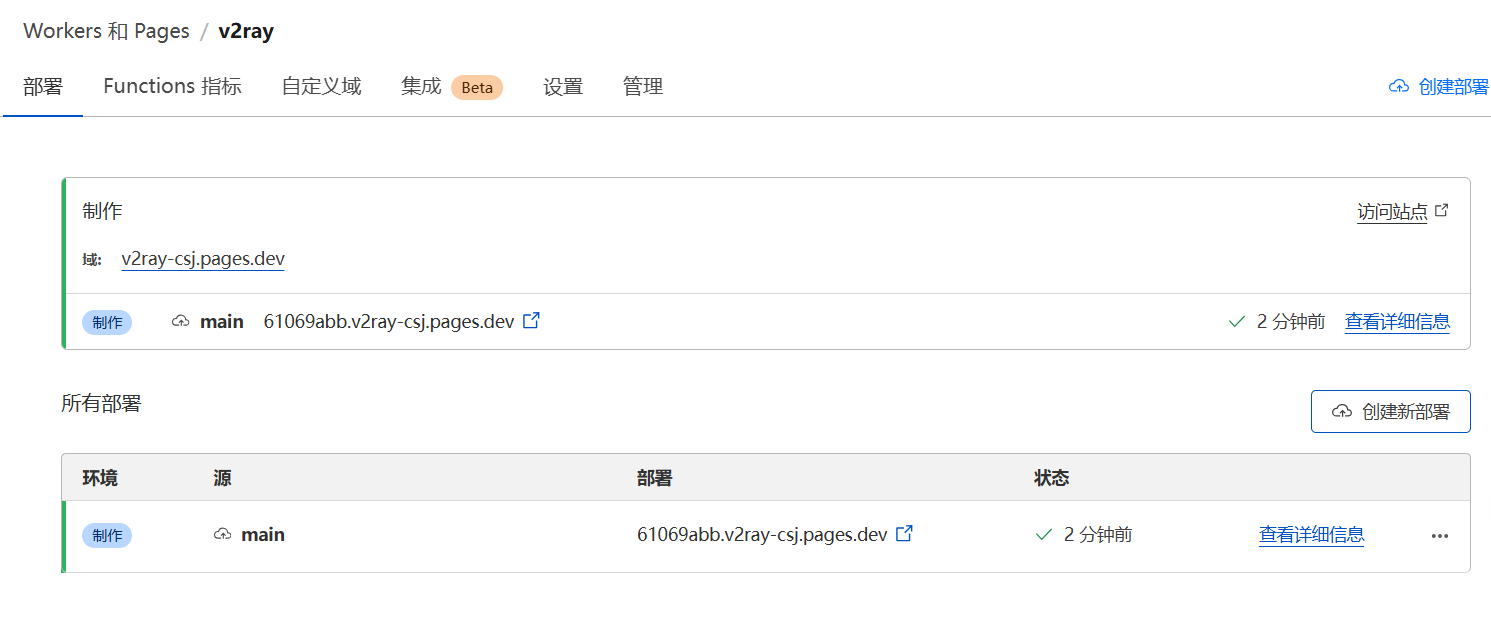 Workers 和 Pages / v2ray
部署 Functions 指标 自定义域 集成 Beta 设置 管理 创建部署
制作 访问站点
域: v2ray-csj.pages.dev
制作 main 61069abb.v2ray-csj.pages.dev 2 分钟前 查看详细信息
所有部署 创建新部署
环境 源 部署 状态
制作 main 61069abb.v2ray-csj.pages.dev 2 分钟前 查看详细信息 ...